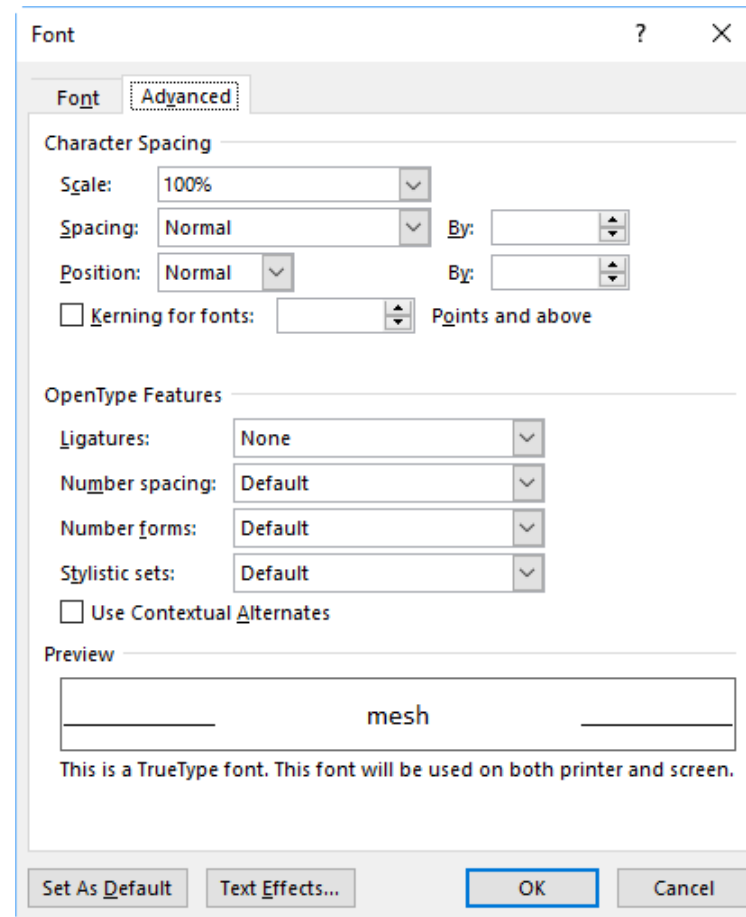 Font ?
Font Advanced
Character Spacing
Scale: 100%
Spacing: Normal By:
Position: Normal By:
Kerning for fonts: Points and above
OpenType Features
Ligatures: None
Number spacing: Default
Number forms: Default
Stylistic sets: Default
Use Contextual Alternates
Preview
mesh
This is a TrueType font. This font will be used on both printer and screen.
Set As Default Text Effects... OK Cancel